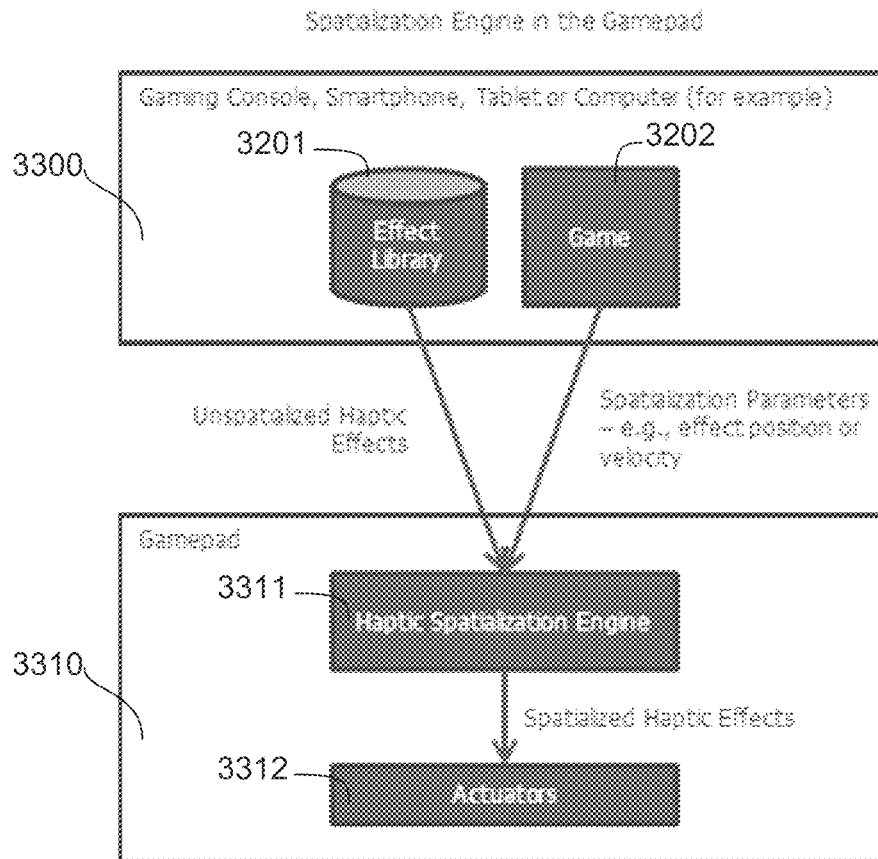 Spatialization Engine in the Gamepad
Gaming Console, Smartphone, Tablet or Computer (for example)
3201
3202
3300
Effect
Library
Game
Unspatialized Haptic
Effects
Spatialization Parameters
– e.g., effect position or
velocity
Gamepad
3311
Haptic Spatialization Engine
3310
Spatialized Haptic Effects
3312
Actuators